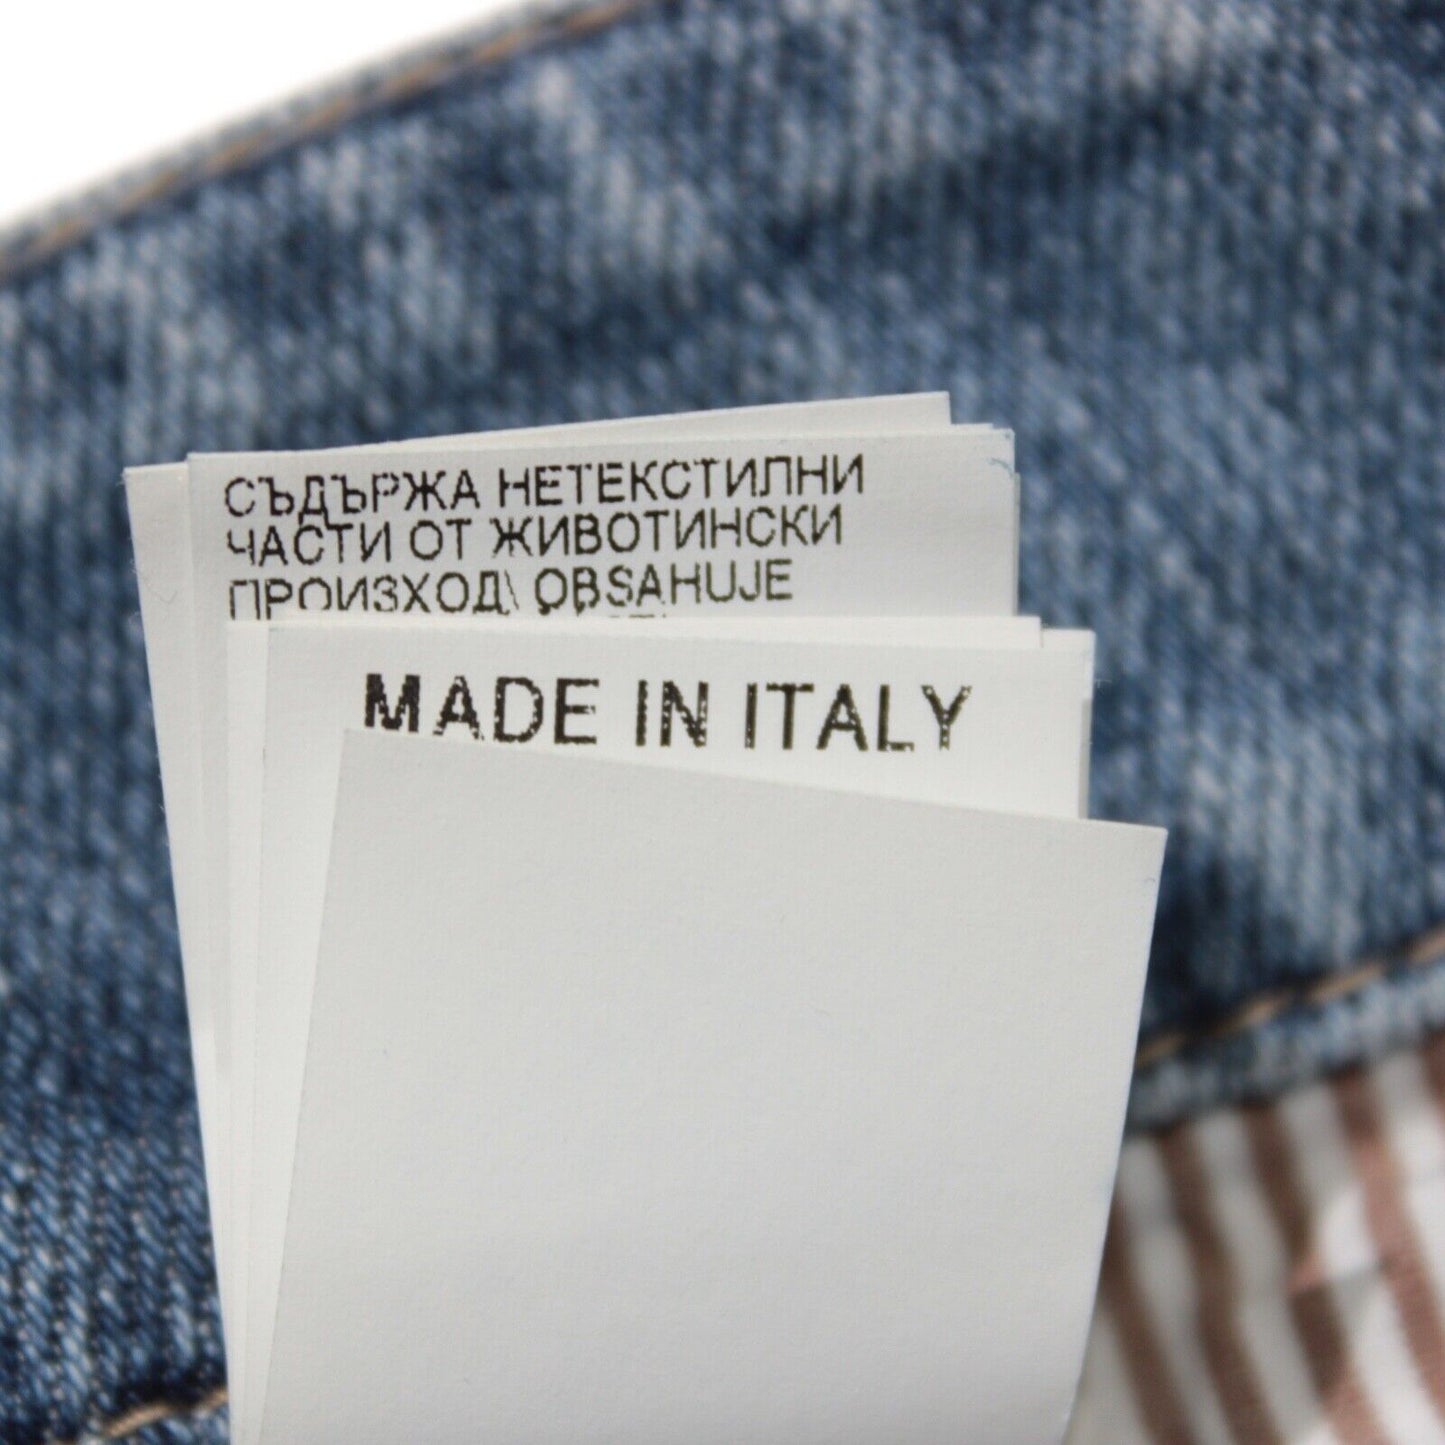 СЪДЪРЖА НЕТЕКСТИЛНИ
ЧАСТИ ОТ ЖИВОТИНСКИ
ПРОИЗХОД\ OBSAHUJE
MADE IN ITALY